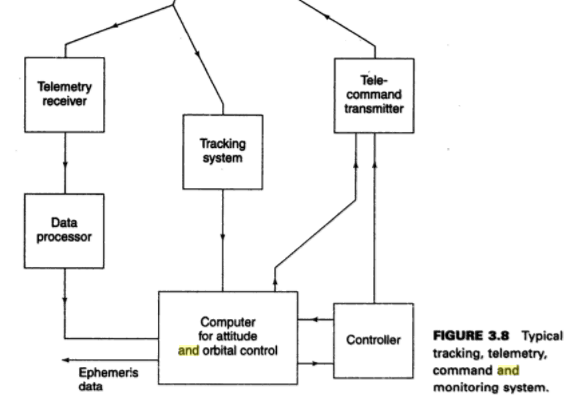 Telemetry
receiver
Tele-
command
transmitter
Tracking
system
Data
processor
Computer
for attitude
and orbital control
Controller
Ephemeris
data
FIGURE 3.8 Typical
tracking, telemetry,
command and
monitoring system.